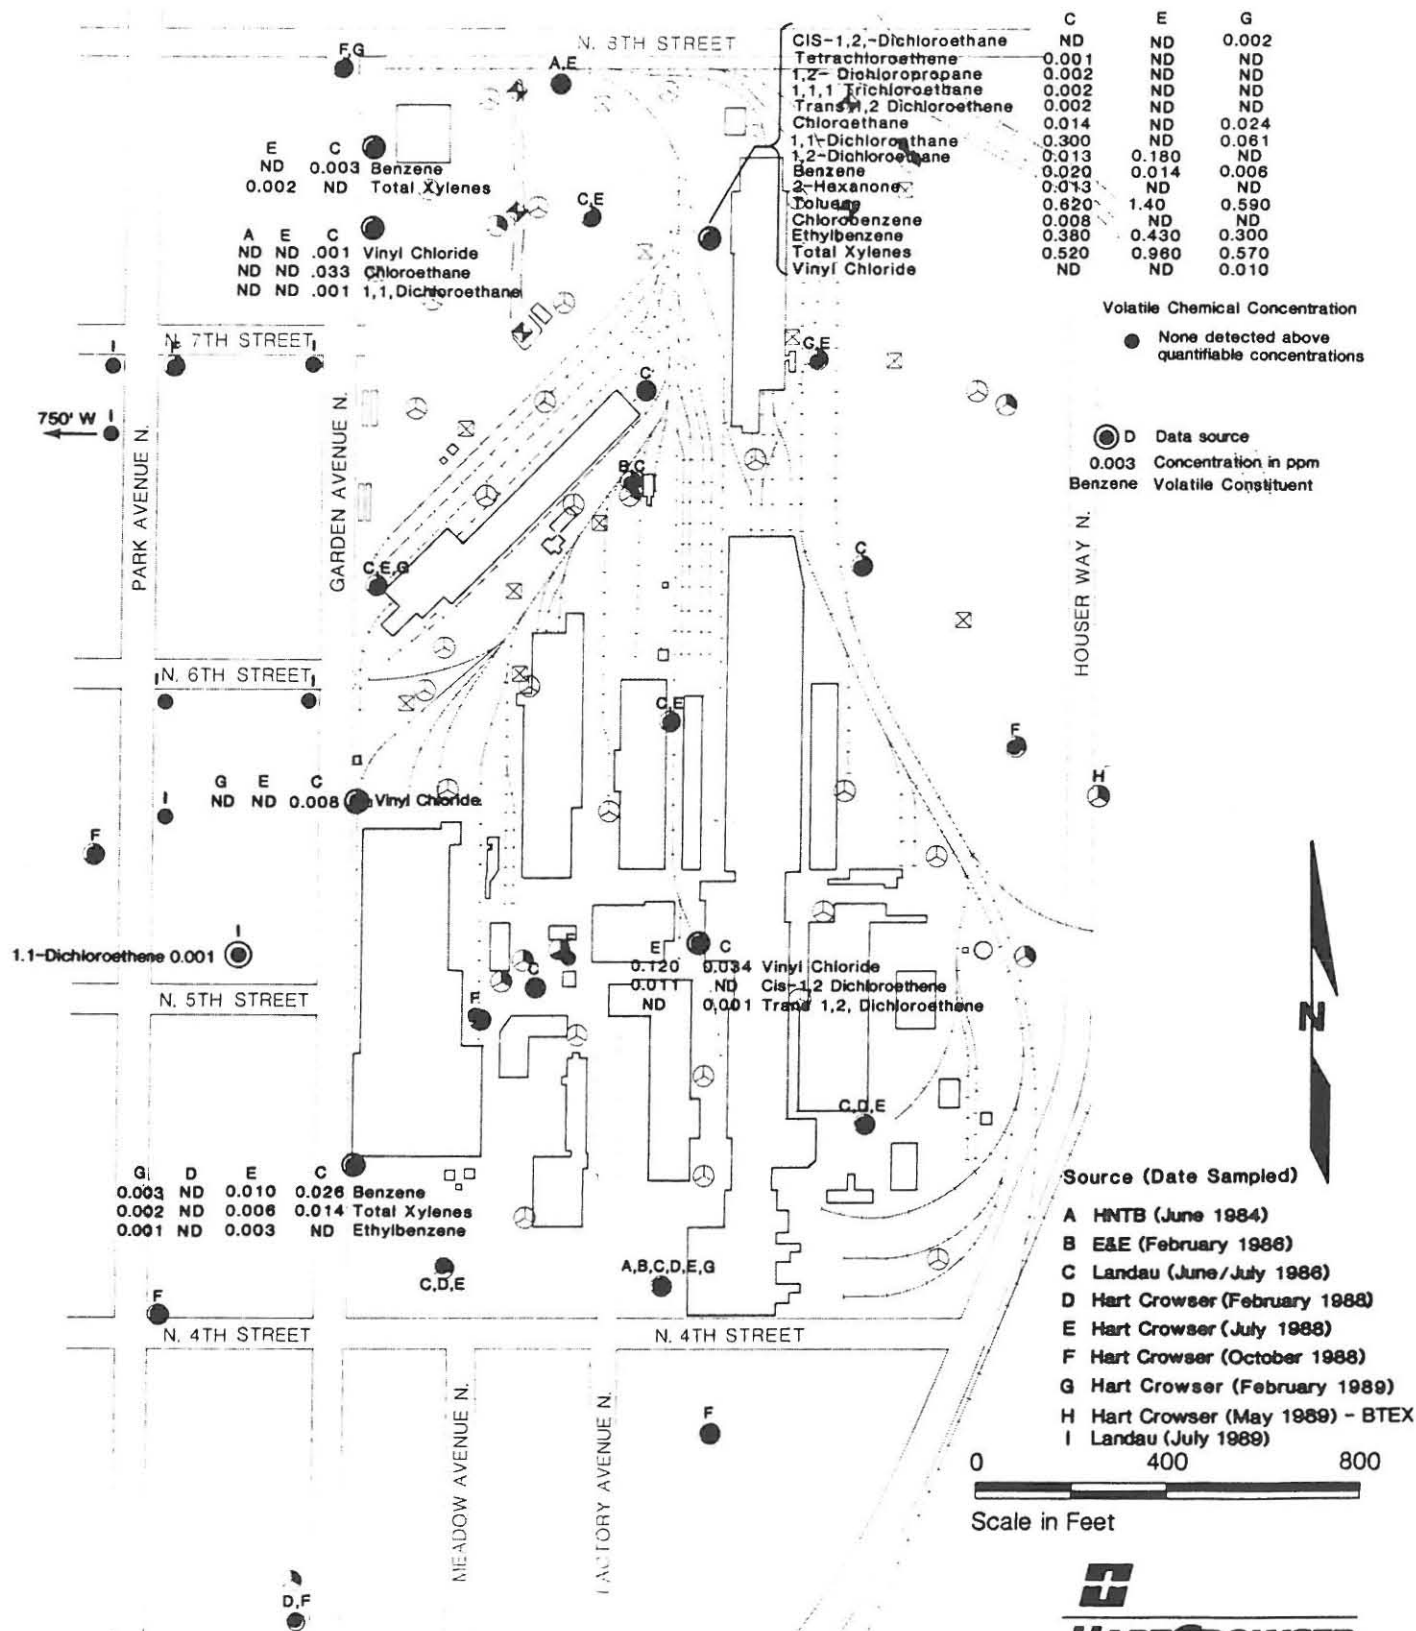 C E G
CIS-1,2,-Dichloroethane ND ND 0.002
Tetrachloroethene 0.001 ND ND
1,2- Dichloropropane 0.002 ND ND
1,1,1 Trichloroethane 0.002 ND ND
Trans 1,2 Dichloroethene 0.002 ND ND
Chloroethane 0.014 ND 0.024
1,1-Dichloroethane 0.300 ND 0.061
1,2-Dichloroethane 0.013 0.180 ND
Benzene 0.020 0.014 0.006
2-Hexanone 0.013 ND ND
Toluene 0.620 1.40 0.590
Chlorobenzene 0.008 ND ND
Ethylbenzene 0.380 0.430 0.300
Total Xylenes 0.520 0.960 0.570
Vinyl Chloride ND ND 0.010
N. 8TH STREET
F,G
A,E
E C
ND 0.003 Benzene
0.002 ND Total Xylenes
C,E
A E C
ND ND .001 Vinyl Chloride
ND ND .033 Chloroethane
ND ND .001 1,1,Dichloroethane
Volatile Chemical Concentration
None detected above
quantifiable concentrations
N. 7TH STREET
I
F
I
G,E
C
750' W
I
D Data source
0.003 Concentration in ppm
Benzene Volatile Constituent
B,C
PARK AVENUE N.
GARDEN AVENUE N.
HOUSER WAY N.
C,E,G
C
N. 6TH STREET
I
I
C,E
F
H
G E C
ND ND 0.008 Vinyl Chloride
I
F
I
1.1-Dichloroethene 0.001
F
C
E C
0.120 0.034 Vinyl Chloride
0.011 ND Cis-1,2 Dichloroethene
ND 0.001 Trans 1,2, Dichloroethene
N. 5TH STREET
F
N
C,D,E
G D E C
0.003 ND 0.010 0.026 Benzene
0.002 ND 0.006 0.014 Total Xylenes
0.001 ND 0.003 ND Ethylbenzene
C,D,E
A,B,C,D,E,G
F
N. 4TH STREET
N. 4TH STREET
Source (Date Sampled)
A HNTB (June 1984)
B E&E (February 1986)
C Landau (June/July 1986)
D Hart Crowser (February 1988)
E Hart Crowser (July 1988)
F Hart Crowser (October 1988)
G Hart Crowser (February 1989)
H Hart Crowser (May 1989) - BTEX
I Landau (July 1989)
MEADOW AVENUE N.
FACTORY AVENUE N.
F
0 400 800
Scale in Feet
D,F
HARTCROWSER